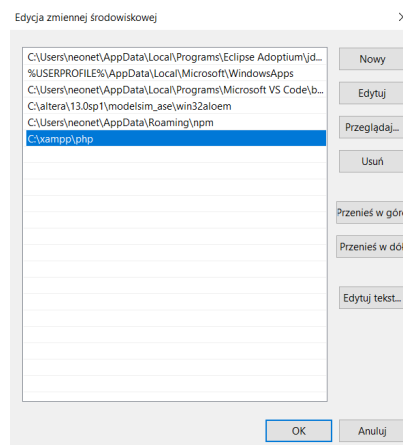 Edycja zmiennej środowiskowej
C:\Users\neonet\AppData\Local\Programs\Eclipse Adoptium\jd...
%USERPROFILE%\AppData\Local\Microsoft\WindowsApps
C:\Users\neonet\AppData\Local\Programs\Microsoft VS Code\b...
C:\altera\13.0sp1\modelsim_ase\win32aloem
C:\Users\neonet\AppData\Roaming\npm
C:\xampp\php
Nowy
Edytuj
Przeglądaj...
Usuń
Przenieś w gór
Przenieś w dó
Edytuj tekst...
OK
Anuluj